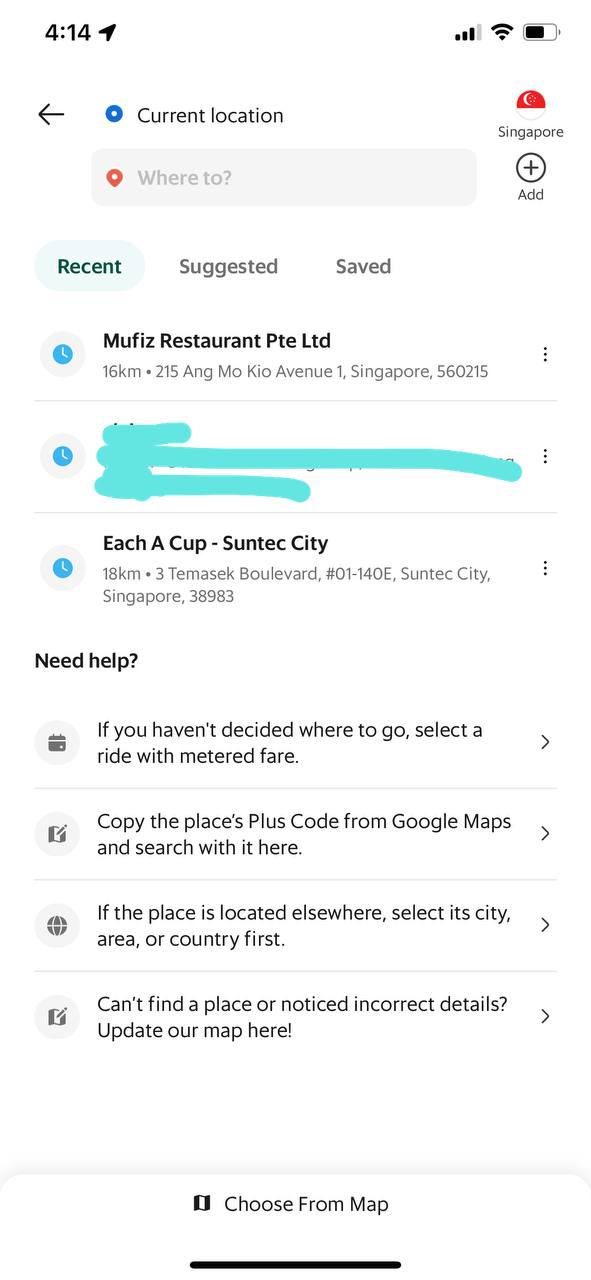 4:14
Current location
Singapore
Where to?
Add
Recent
Suggested
Saved
Mufiz Restaurant Pte Ltd
16km • 215 Ang Mo Kio Avenue 1, Singapore, 560215
Each A Cup - Suntec City
18km • 3 Temasek Boulevard, #01-140E, Suntec City,
Singapore, 38983
Need help?
If you haven't decided where to go, select a
ride with metered fare.
Copy the place’s Plus Code from Google Maps
and search with it here.
If the place is located elsewhere, select its city,
area, or country first.
Can’t find a place or noticed incorrect details?
Update our map here!
Choose From Map